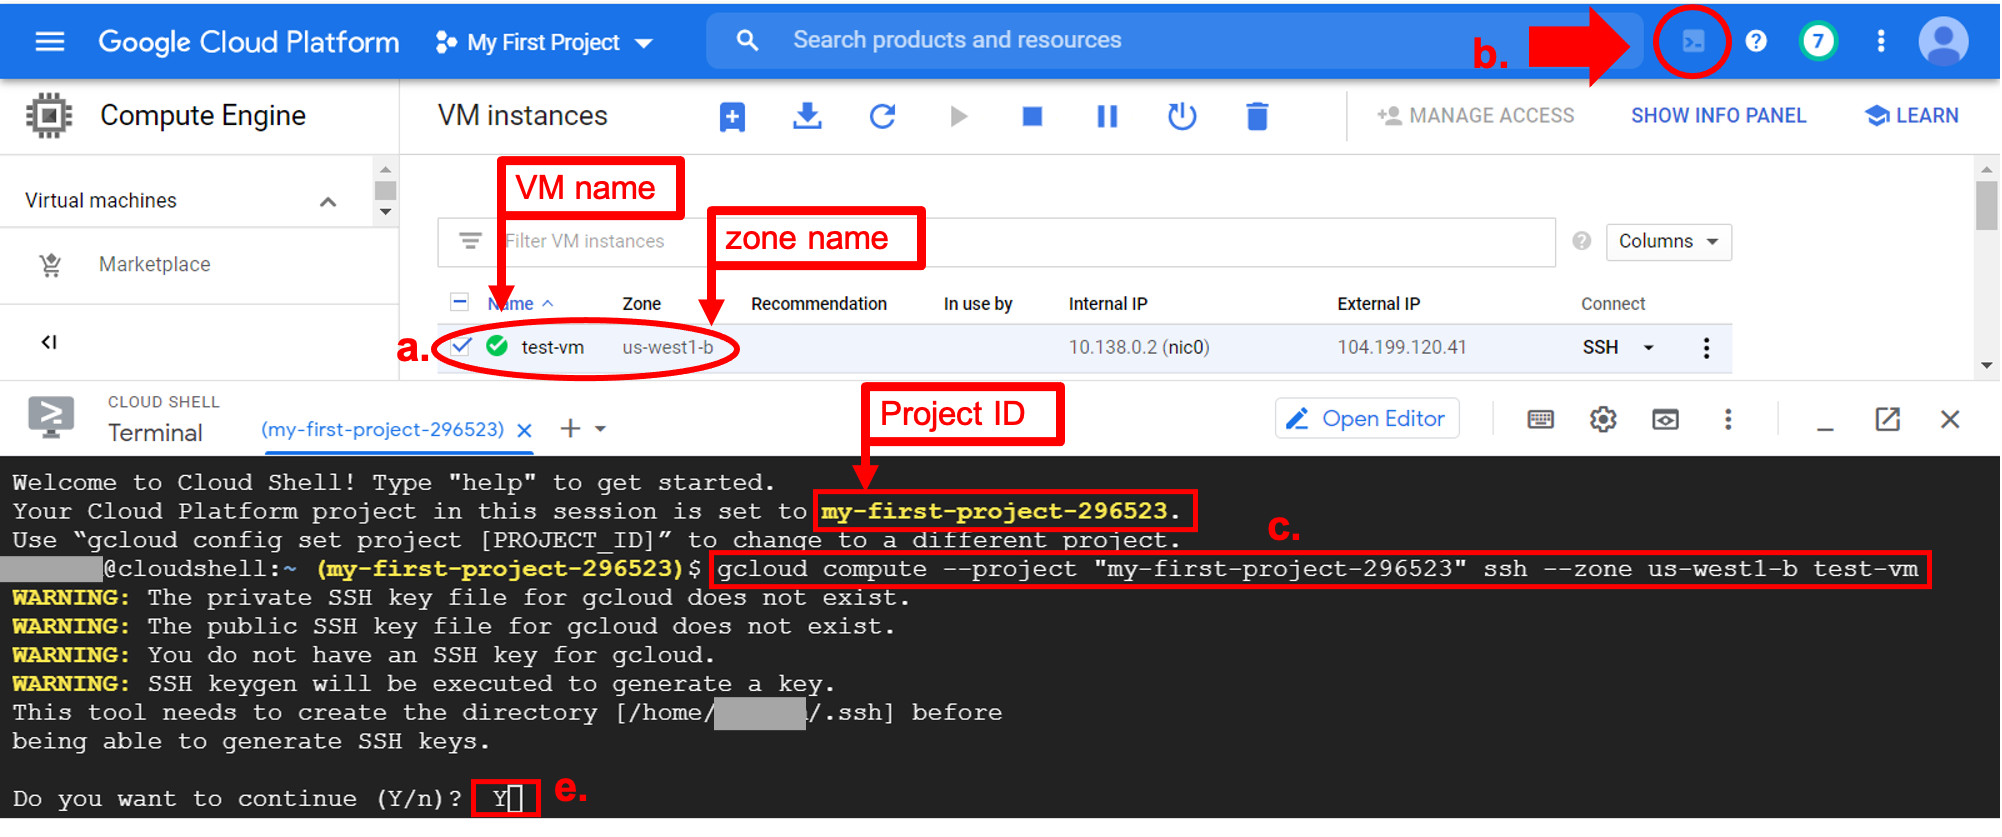 Google Cloud Platform My First Project Search products and resources b. ? 7
Compute Engine VM instances MANAGE ACCESS SHOW INFO PANEL LEARN
VM name
Virtual machines
zone name
Filter VM instances ? Columns
Marketplace
Name Zone Recommendation In use by Internal IP External IP Connect
a. test-vm us-west1-b 10.138.0.2 (nic0) 104.199.120.41 SSH
CLOUD SHELL
Terminal (my-first-project-296523) Project ID Open Editor
Welcome to Cloud Shell! Type "help" to get started.
Your Cloud Platform project in this session is set to my-first-project-296523.
Use “gcloud config set project [PROJECT_ID]” to change to a different project.
c.
@cloudshell:~ (my-first-project-296523)$ gcloud compute --project "my-first-project-296523" ssh --zone us-west1-b test-vm
WARNING: The private SSH key file for gcloud does not exist.
WARNING: The public SSH key file for gcloud does not exist.
WARNING: You do not have an SSH key for gcloud.
WARNING: SSH keygen will be executed to generate a key.
This tool needs to create the directory [/home/ /.ssh] before
being able to generate SSH keys.
Do you want to continue (Y/n)? Y e.